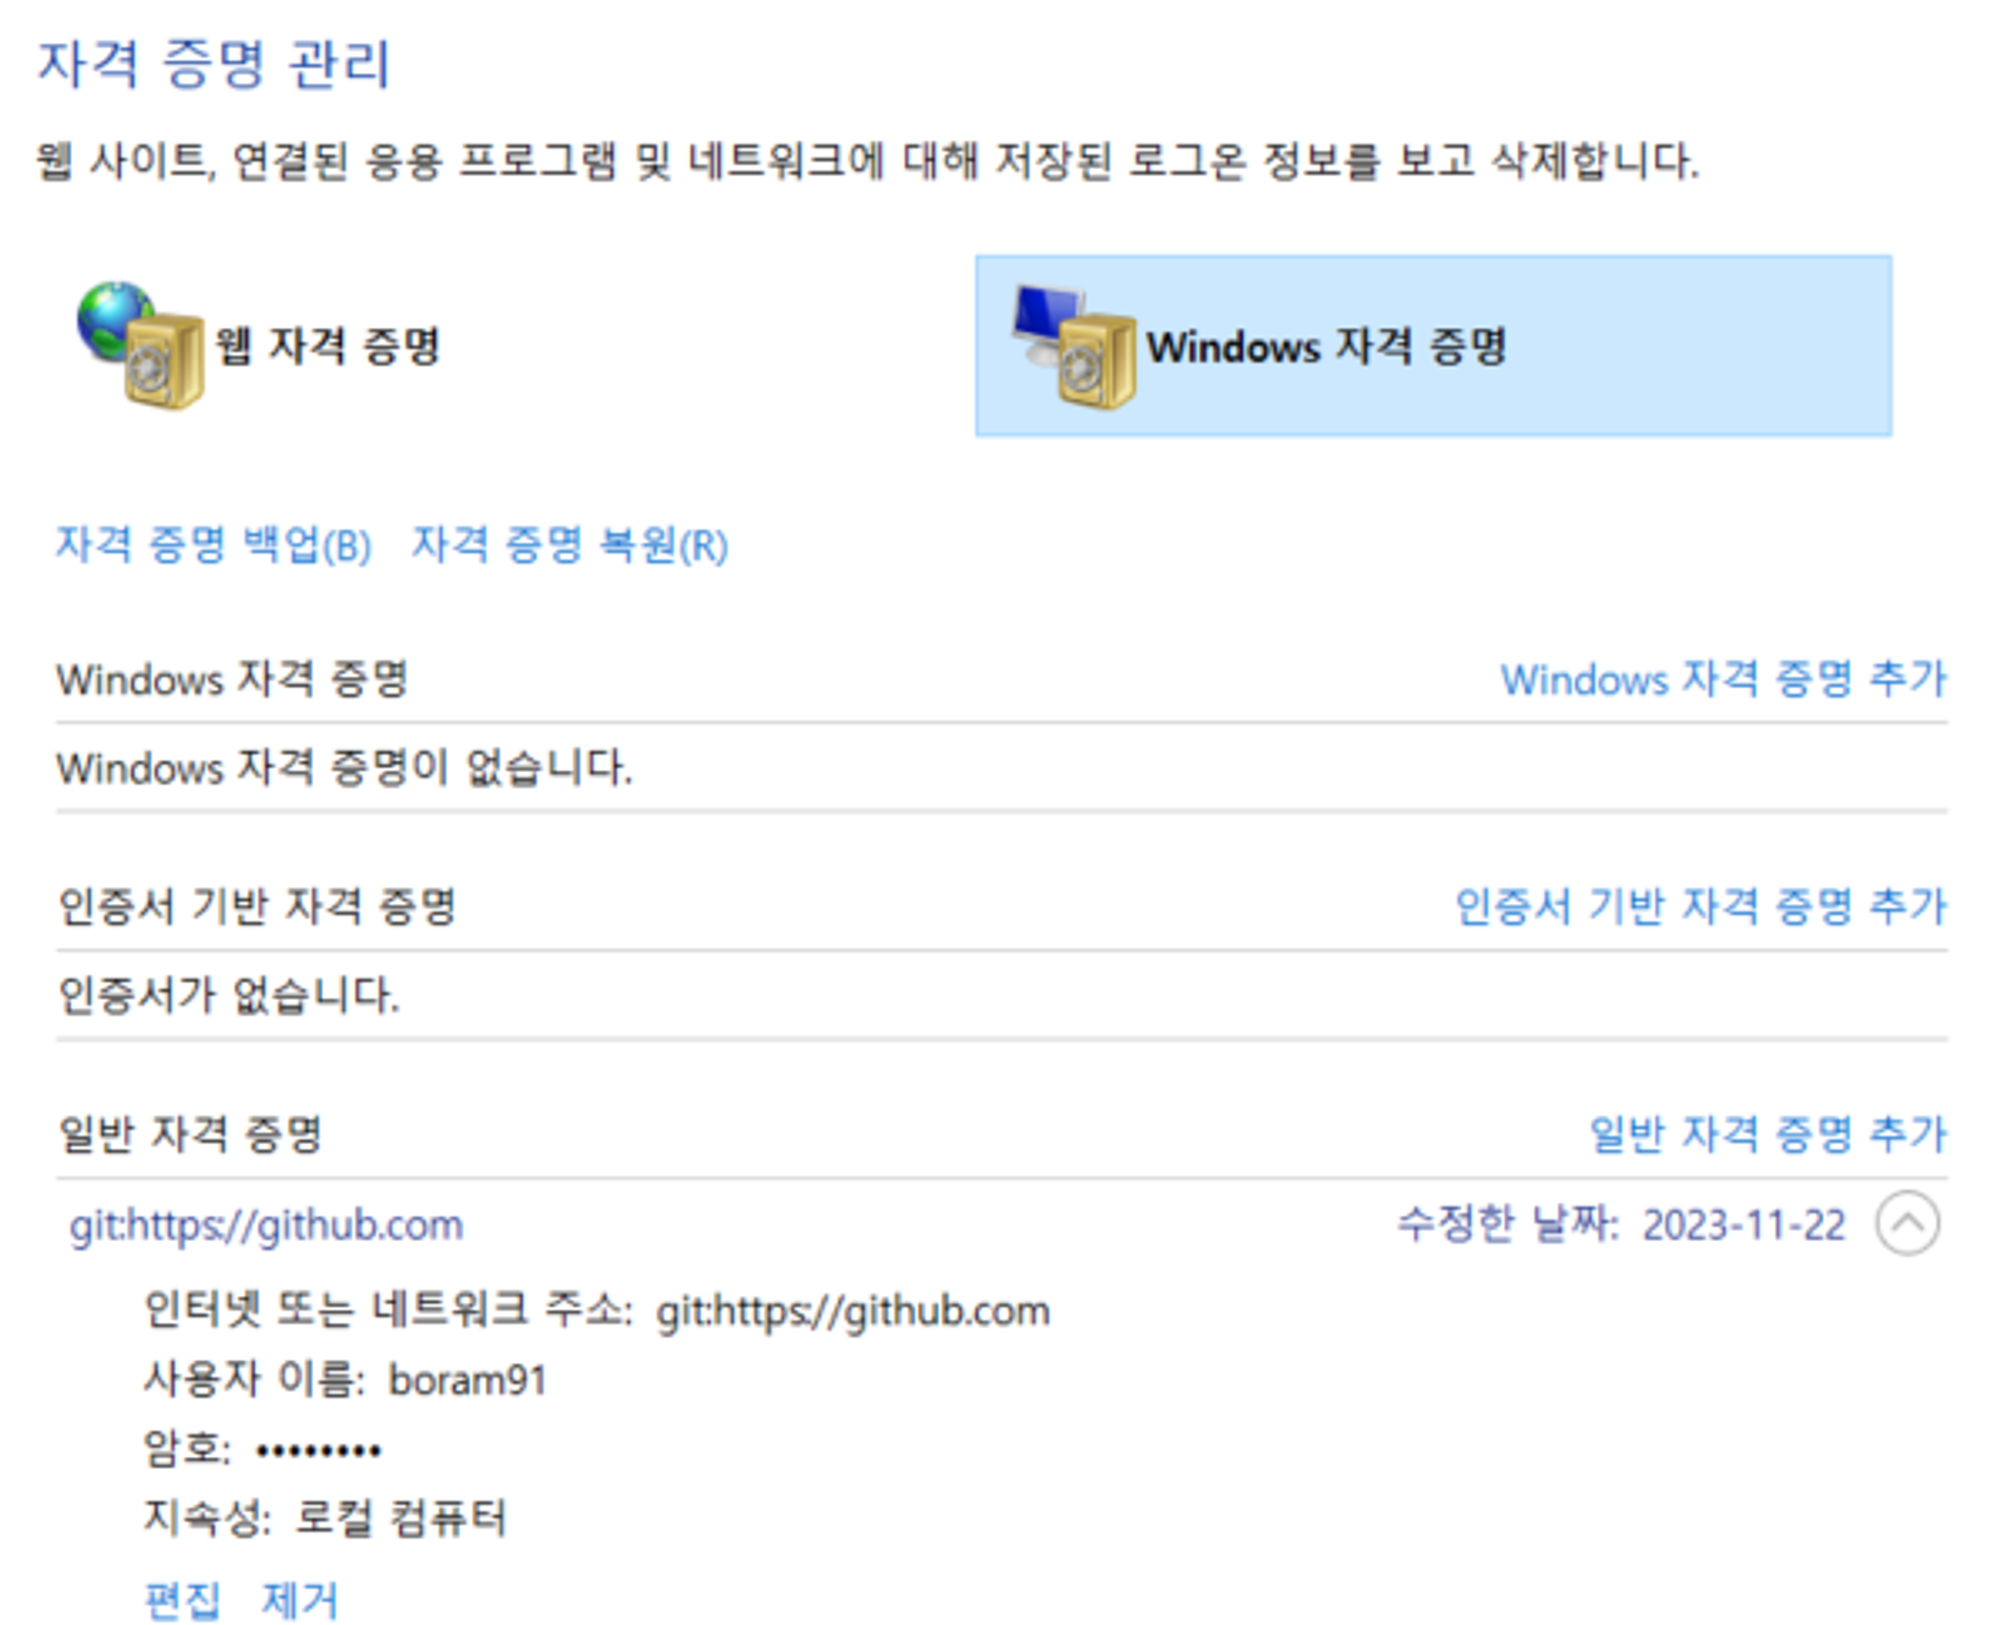 자격 증명 관리
웹 사이트, 연결된 응용 프로그램 및 네트워크에 대해 저장된 로그온 정보를 보고 삭제합니다.
웹 자격 증명
Windows 자격 증명
자격 증명 백업(B) 자격 증명 복원(R)
Windows 자격 증명 Windows 자격 증명 추가
Windows 자격 증명이 없습니다.
인증서 기반 자격 증명 인증서 기반 자격 증명 추가
인증서가 없습니다.
일반 자격 증명 일반 자격 증명 추가
git:https://github.com 수정한 날짜: 2023-11-22
인터넷 또는 네트워크 주소: git:https://github.com
사용자 이름: boram91
암호: ••••••••
지속성: 로컬 컴퓨터
편집 제거